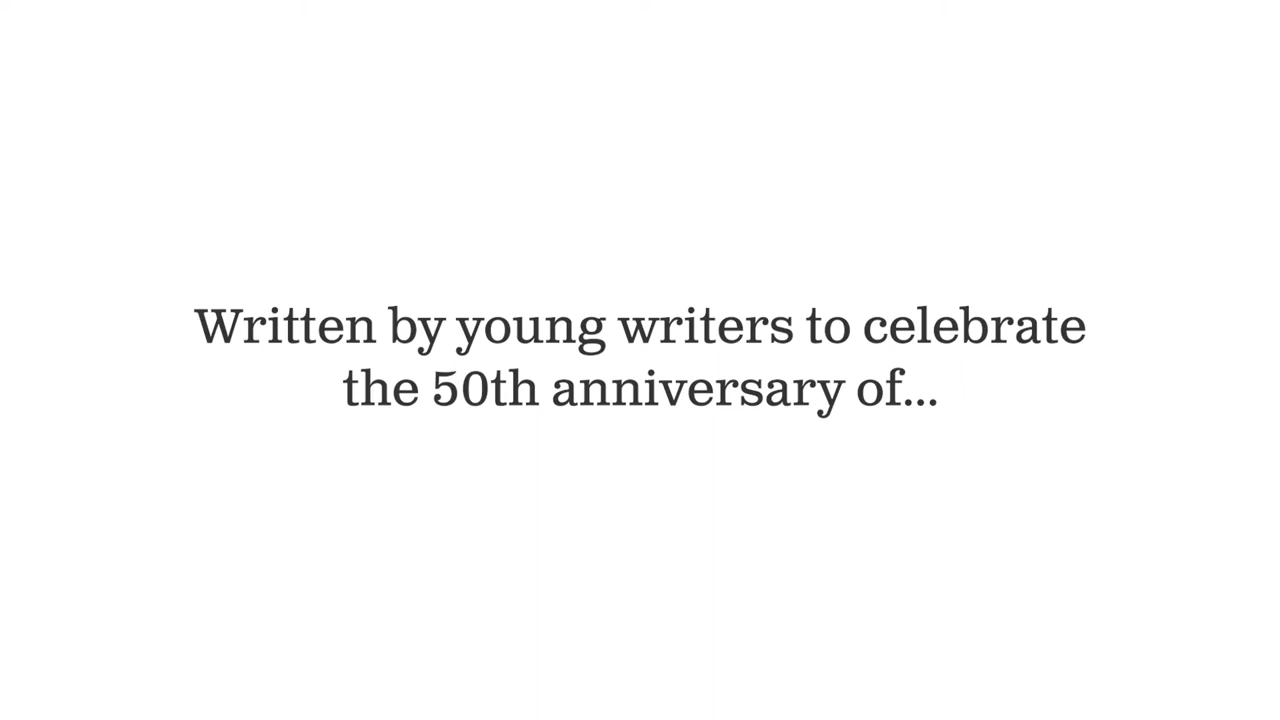 Written by young writers to celebrate
the 50th anniversary of...